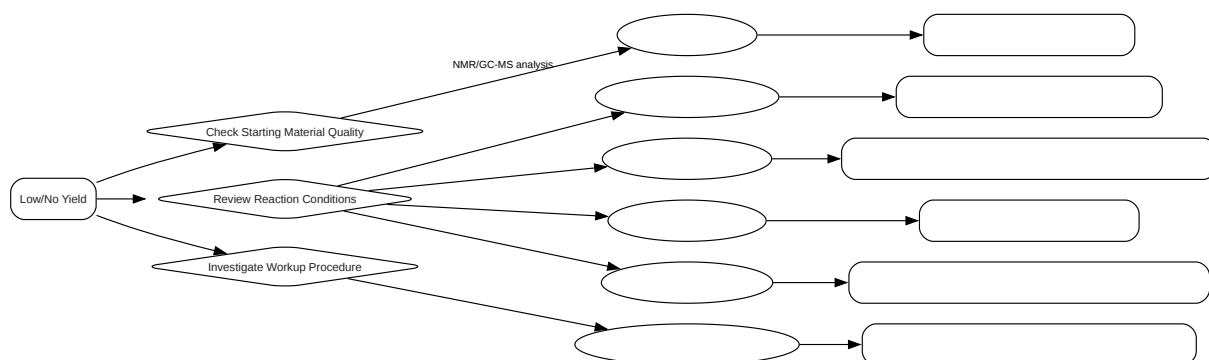 NMR/GC-MS analysis
Check Starting Material Quality
Low/No Yield
Review Reaction Conditions
Investigate Workup Procedure